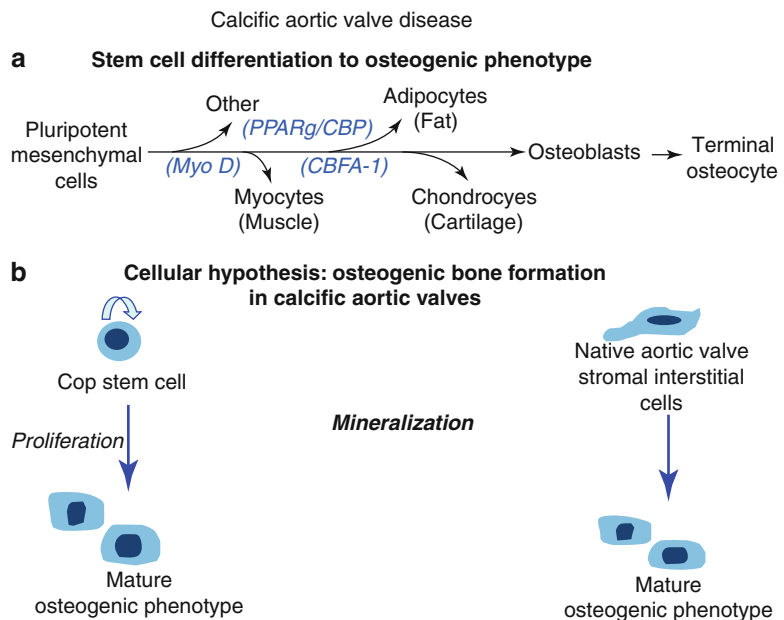 Calcific aortic valve disease
a Stem cell differentiation to osteogenic phenotype
Other
(PPARg/CBP)
Adipocytes
(Fat)
Pluripotent
mesenchymal
cells
(Myo D)
(CBFA-1)
Osteoblasts
Terminal
osteocyte
Myocytes
(Muscle)
Chondrocyes
(Cartilage)
b Cellular hypothesis: osteogenic bone formation
in calcific aortic valves
Cop stem cell
Native aortic valve
stromal interstitial
cells
Proliferation
Mineralization
Mature
osteogenic phenotype
Mature
osteogenic phenotype